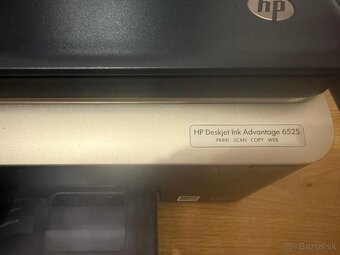 hp
HP Deskjet Ink Advantage 6525
PRINT SCAN COPY WEB
Bazos.sk